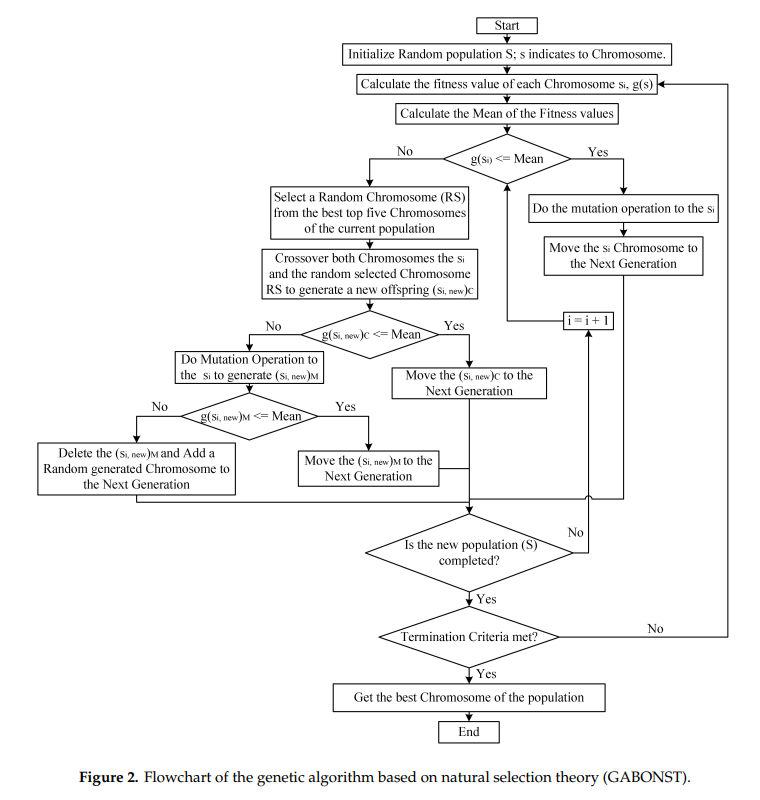 Start
Initialize Random population S; s indicates to Chromosome.
Calculate the fitness value of each Chromosome si, g(s)
Calculate the Mean of the Fitness values
No
g(si) <= Mean
Yes
Select a Random Chromosome (RS)
from the best top five Chromosomes
of the current population
Do the mutation operation to the si
Move the si Chromosome to
the Next Generation
Crossover both Chromosomes the si
and the random selected Chromosome
RS to generate a new offspring (si, new)C
i = i + 1
No
g(si, new)C <= Mean
Yes
Do Mutation Operation to
the si to generate (si, new)M
Move the (si, new)C to the
Next Generation
No
g(si, new)M <= Mean
Yes
Delete the (si, new)M and Add a
Random generated Chromosome to
the Next Generation
Move the (si, new)M to the
Next Generation
Is the new population (S)
completed?
No
Yes
Termination Criteria met?
No
Yes
Get the best Chromosome of the population
End
Figure 2. Flowchart of the genetic algorithm based on natural selection theory (GABONST).